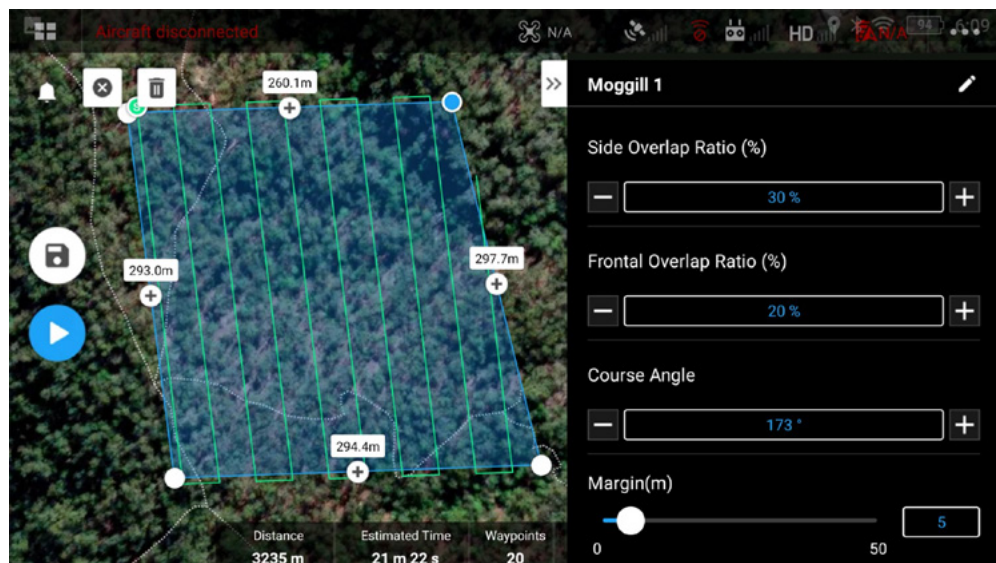 Aircraft disconnected
N/A
HD
N/A
94
6:09
Moggill 1
260.1m
Side Overlap Ratio (%)
30 %
293.0m
297.7m
Frontal Overlap Ratio (%)
20 %
Course Angle
173 °
294.4m
Margin(m)
5
0
50
Distance
Estimated Time
Waypoints
3235 m
21 m 22 s
20